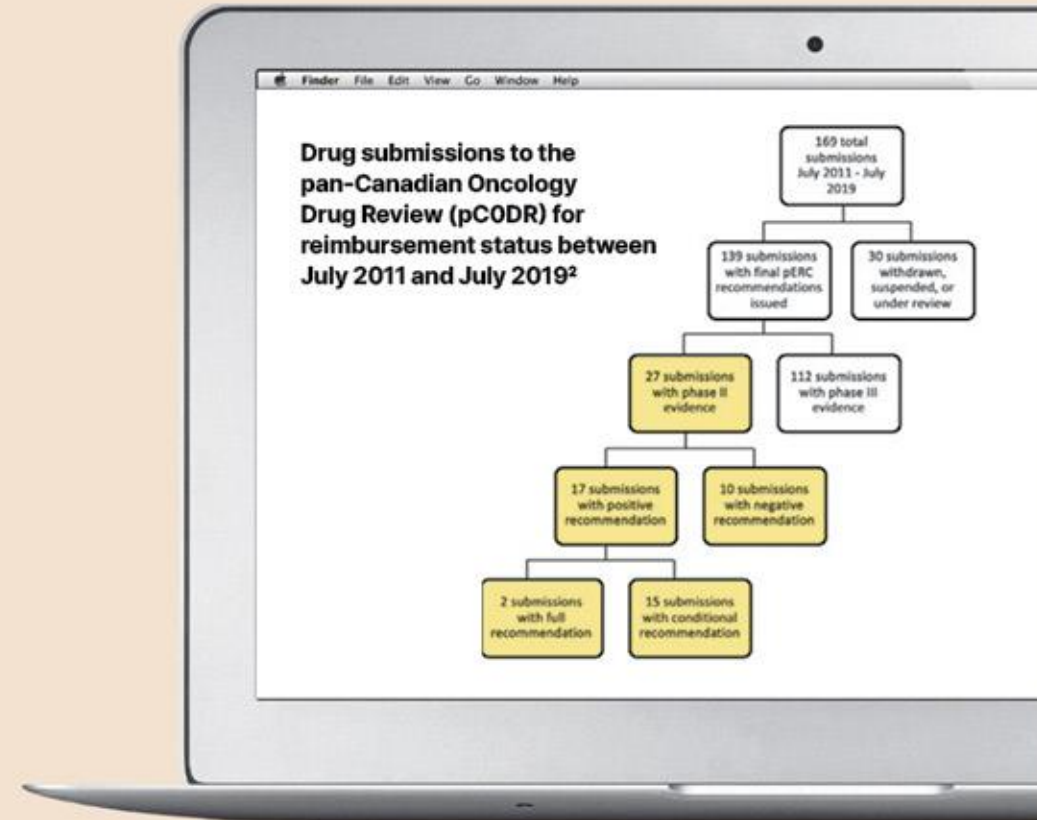 Finder File Edit View Go Window Help
Drug submissions to the
pan-Canadian Oncology
Drug Review (pC0DR) for
reimbursement status between
July 2011 and July 2019²
169 total
submissions
July 2011 - July
2019
139 submissions
with final pERC
recommendations
issued
30 submissions
withdrawn,
suspended, or
under review
27 submissions
with phase II
evidence
112 submissions
with phase III
evidence
17 submissions
with positive
recommendation
10 submissions
with negative
recommendation
2 submissions
with full
recommendation
15 submissions
with conditional
recommendation